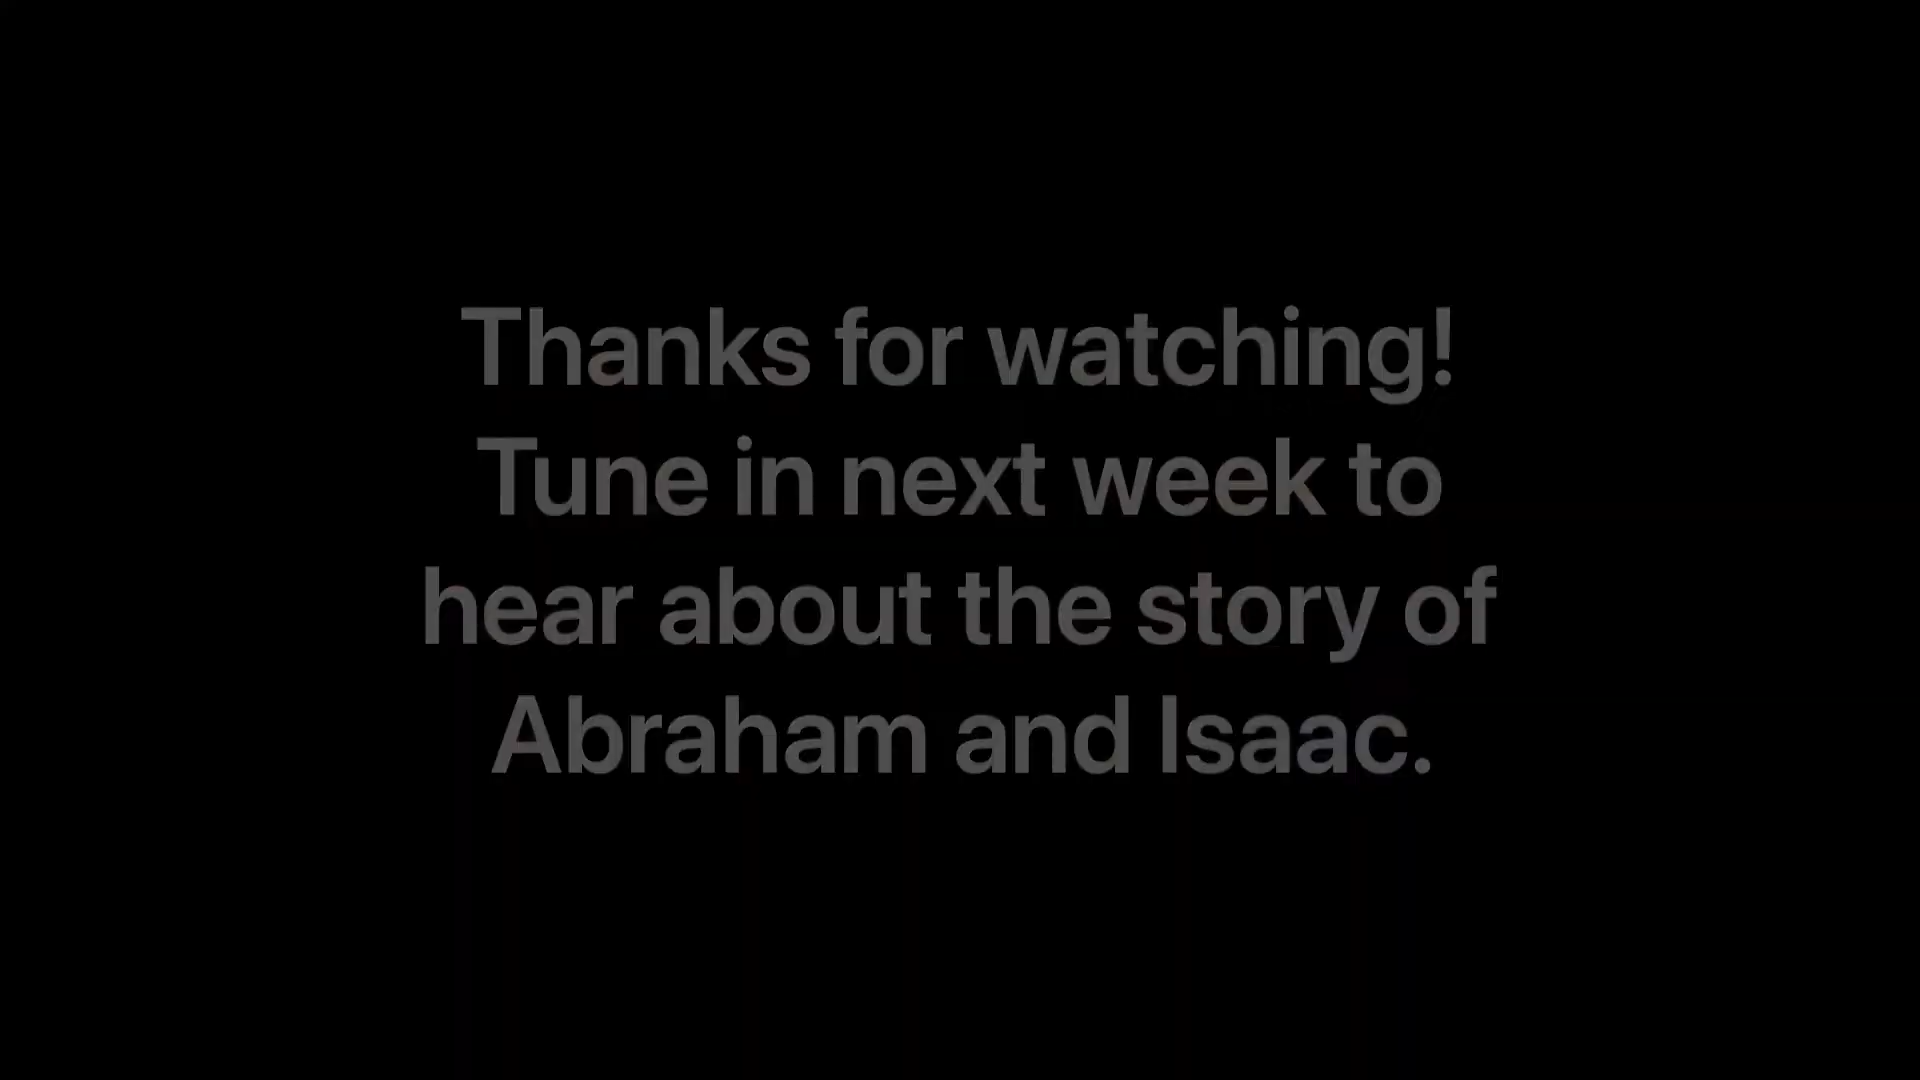 Thanks for watching!
Tune in next week to
hear about the story of
Abraham and Isaac.